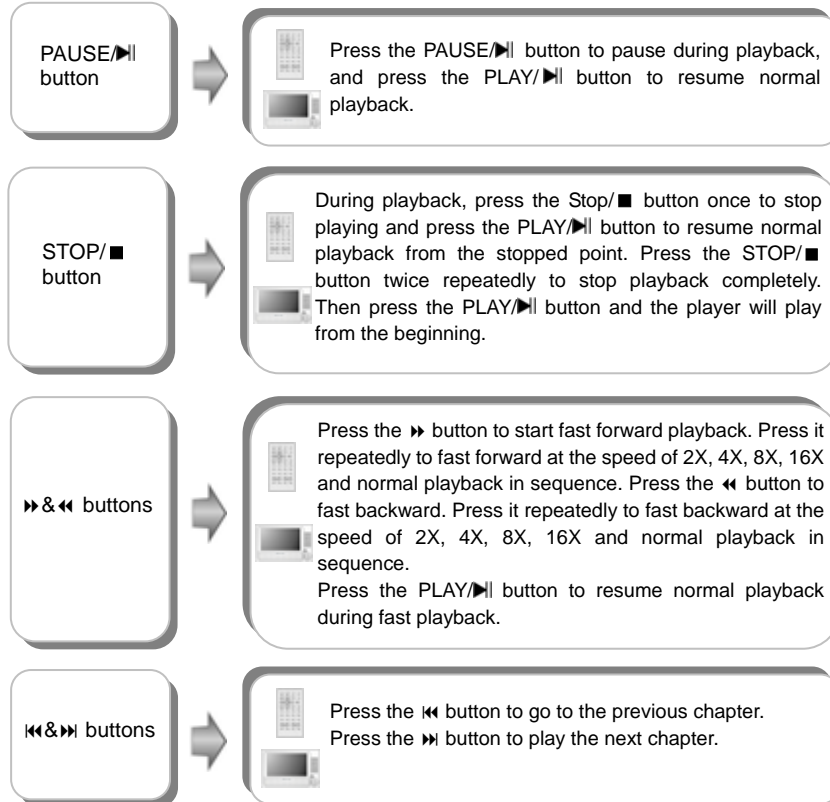 PAUSE/▶||
button
Press the PAUSE/▶|| button to pause during playback,
and press the PLAY/▶|| button to resume normal
playback.
STOP/■
button
During playback, press the Stop/■ button once to stop
playing and press the PLAY/▶|| button to resume normal
playback from the stopped point. Press the STOP/■
button twice repeatedly to stop playback completely.
Then press the PLAY/▶|| button and the player will play
from the beginning.
⏩&⏪ buttons
Press the ⏩ button to start fast forward playback. Press it
repeatedly to fast forward at the speed of 2X, 4X, 8X, 16X
and normal playback in sequence. Press the ⏪ button to
fast backward. Press it repeatedly to fast backward at the
speed of 2X, 4X, 8X, 16X and normal playback in
sequence.
Press the PLAY/▶|| button to resume normal playback
during fast playback.
⏮&⏭ buttons
Press the ⏮ button to go to the previous chapter.
Press the ⏭ button to play the next chapter.